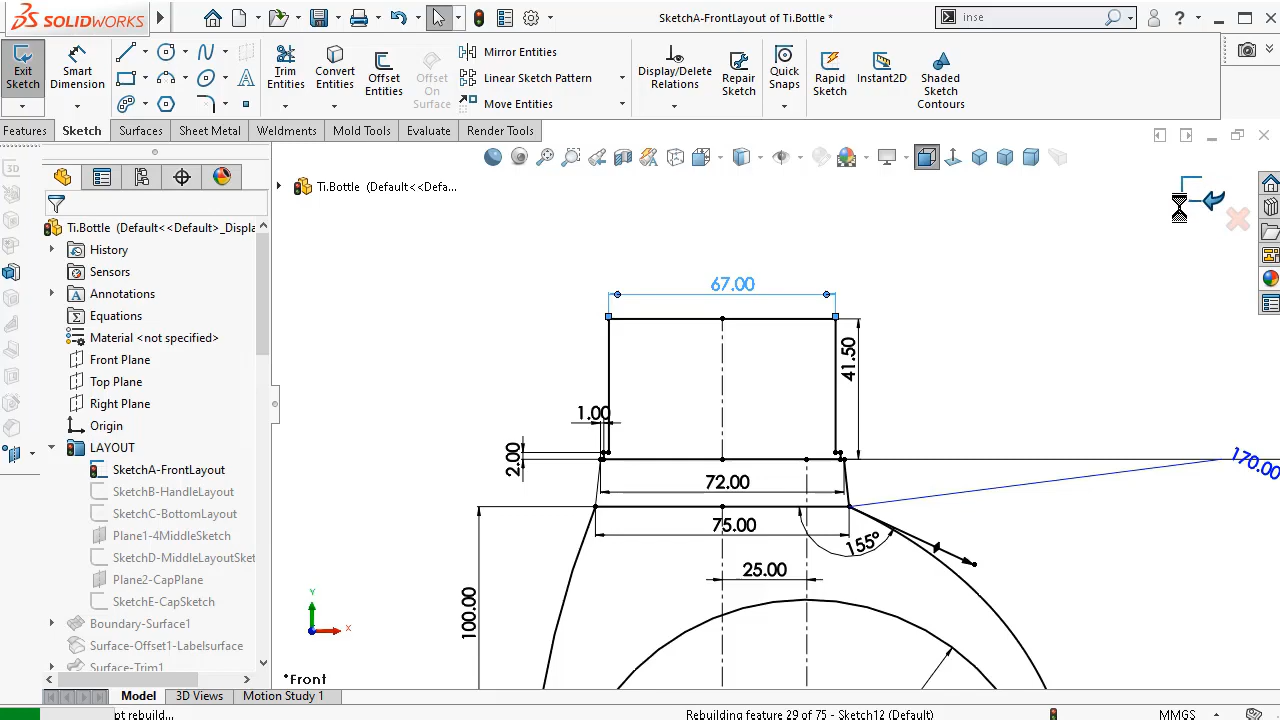 SOLIDWORKS
SketchA-FrontLayout of Ti.Bottle *
inse
?
Exit Sketch
Smart Dimension
Trim Entities
Convert Entities
Offset Entities
Offset On Surface
Mirror Entities
Linear Sketch Pattern
Move Entities
Display/Delete Relations
Repair Sketch
Quick Snaps
Rapid Sketch
Instant2D
Shaded Sketch Contours
Features
Sketch
Surfaces
Sheet Metal
Weldments
Mold Tools
Evaluate
Render Tools
Ti.Bottle (Default<<Defa...
Ti.Bottle (Default<<Default>_Displa
History
Sensors
Annotations
Equations
Material <not specified>
Front Plane
Top Plane
Right Plane
Origin
LAYOUT
SketchA-FrontLayout
SketchB-HandleLayout
SketchC-BottomLayout
Plane1-4MiddleSketch
SketchD-MiddleLayoutSket
Plane2-CapPlane
SketchE-CapSketch
Boundary-Surface1
Surface-Offset1-Labelsurface
Surface-Trim1
67.00
41.50
1.00
2.00
72.00
170.00
75.00
155°
25.00
100.00
Y
X
*Front
Model
3D Views
Motion Study 1
pt rebuild...
Rebuilding feature 29 of 75 - Sketch12 (Default)
MMGS